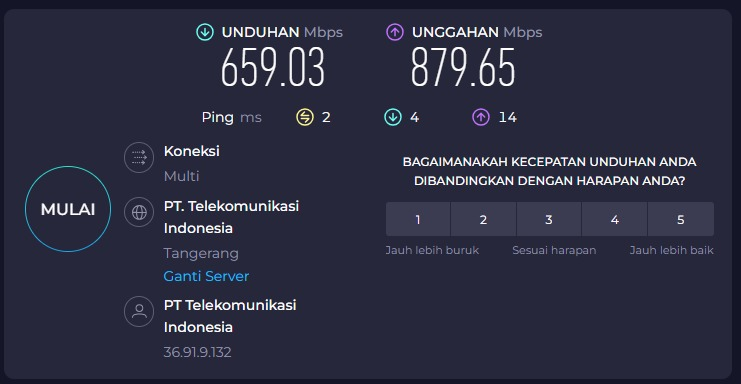 UNDUHAN Mbps
659.03
UNGGAHAN Mbps
879.65
Ping ms 2 4 14
MULAI
Koneksi
Multi
PT. Telekomunikasi
Indonesia
Tangerang
Ganti Server
PT Telekomunikasi
Indonesia
36.91.9.132
BAGAIMANAKAH KECEPATAN UNDUHAN ANDA
DIBANDINGKAN DENGAN HARAPAN ANDA?
1 2 3 4 5
Jauh lebih buruk Sesuai harapan Jauh lebih baik